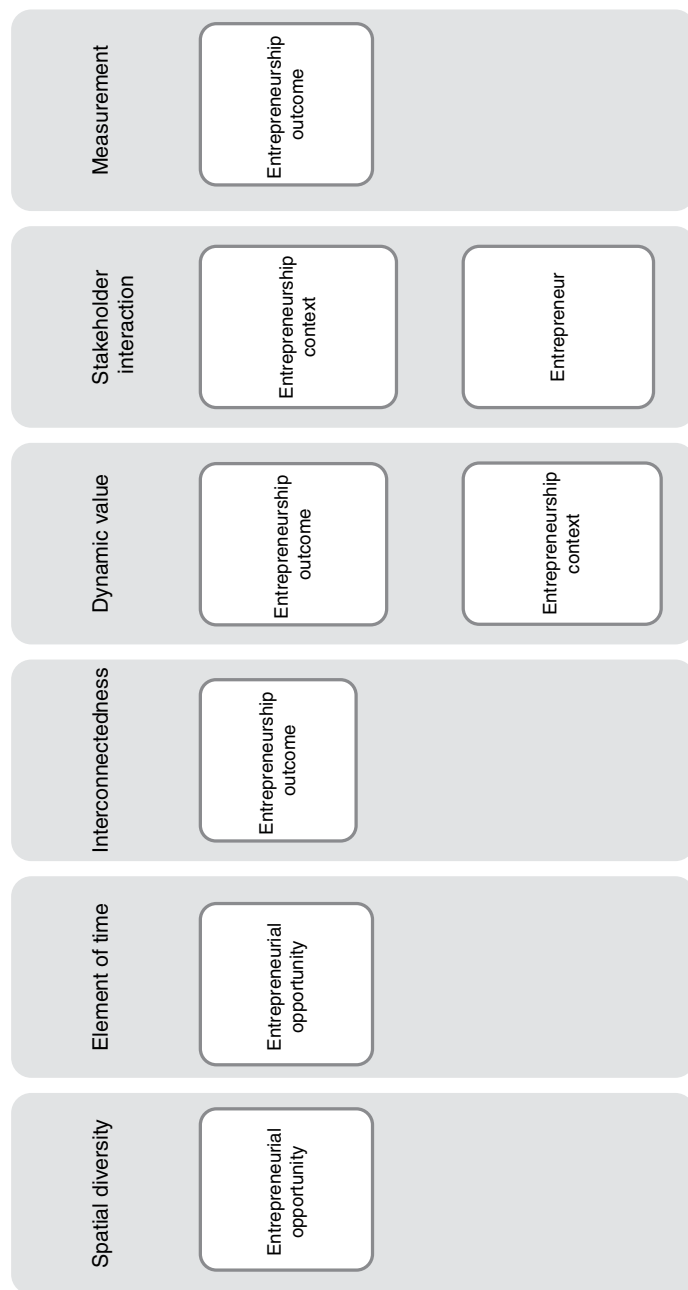 Spatial diversity
Entrepreneurial
opportunity
Element of time
Entrepreneurial
opportunity
Interconnectedness
Entrepreneurship
outcome
Dynamic value
Entrepreneurship
outcome
Entrepreneurship
context
Stakeholder
interaction
Entrepreneurship
context
Entrepreneur
Measurement
Entrepreneurship
outcome